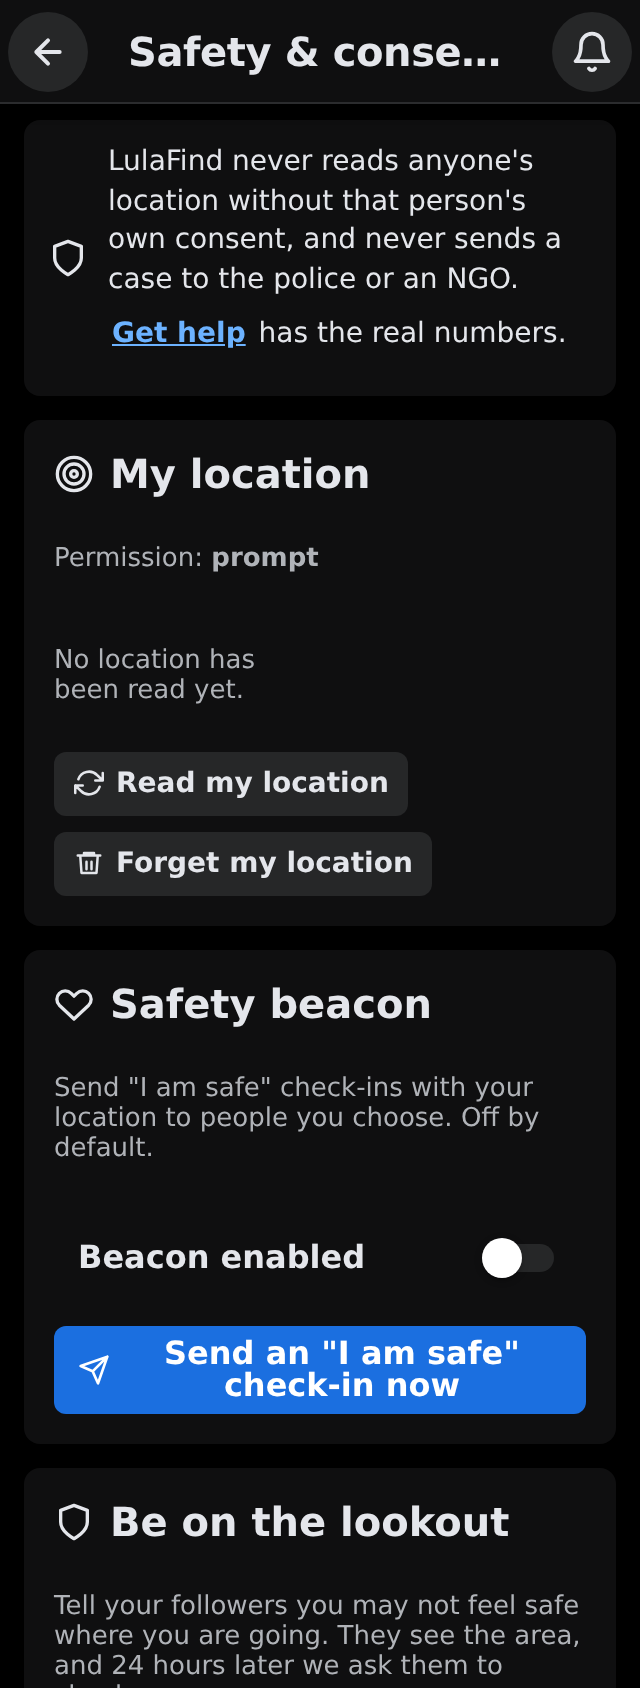 Safety & conse...
LulaFind never reads anyone's
location without that person's
own consent, and never sends a
case to the police or an NGO.
Get help has the real numbers.
My location
Permission: prompt
No location has
been read yet.
Read my location
Forget my location
Safety beacon
Send "I am safe" check-ins with your
location to people you choose. Off by
default.
Beacon enabled
Send an "I am safe"
check-in now
Be on the lookout
Tell your followers you may not feel safe
where you are going. They see the area,
and 24 hours later we ask them to